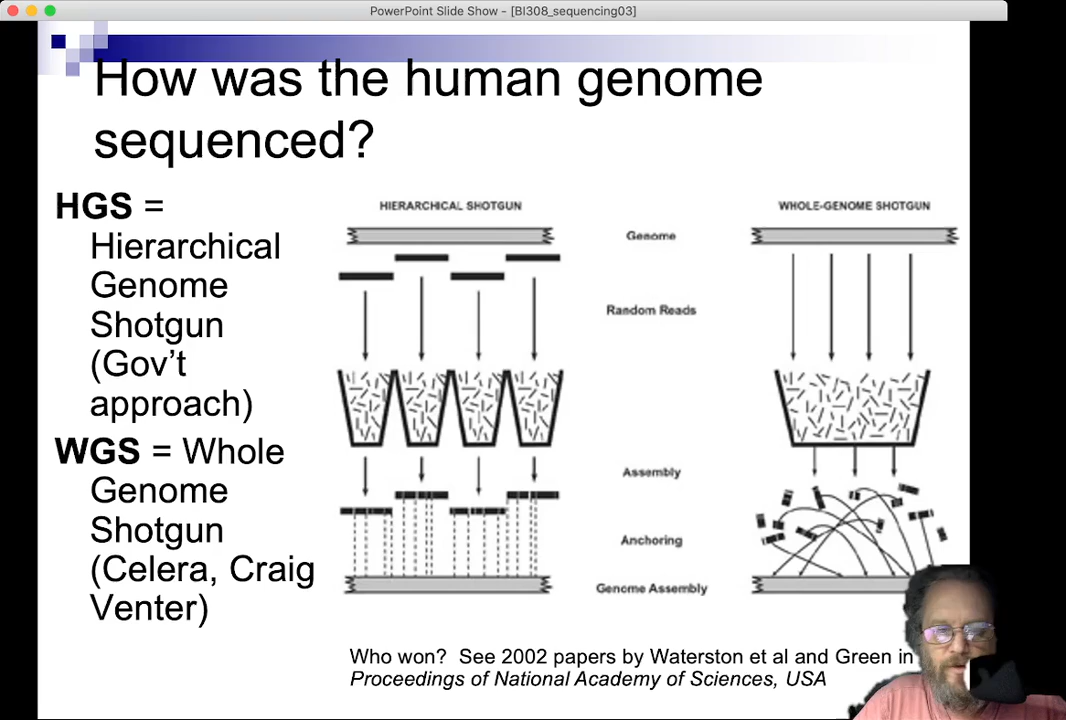 PowerPoint Slide Show - [BI308_sequencing03]
How was the human genome
sequenced?
HGS =
Hierarchical
Genome
Shotgun
(Gov't
approach)
WGS = Whole
Genome
Shotgun
(Celera, Craig
Venter)
HIERARCHICAL SHOTGUN
WHOLE-GENOME SHOTGUN
Genome
Random Reads
Assembly
Anchoring
Genome Assembly
Who won? See 2002 papers by Waterston et al and Green in
Proceedings of National Academy of Sciences, USA